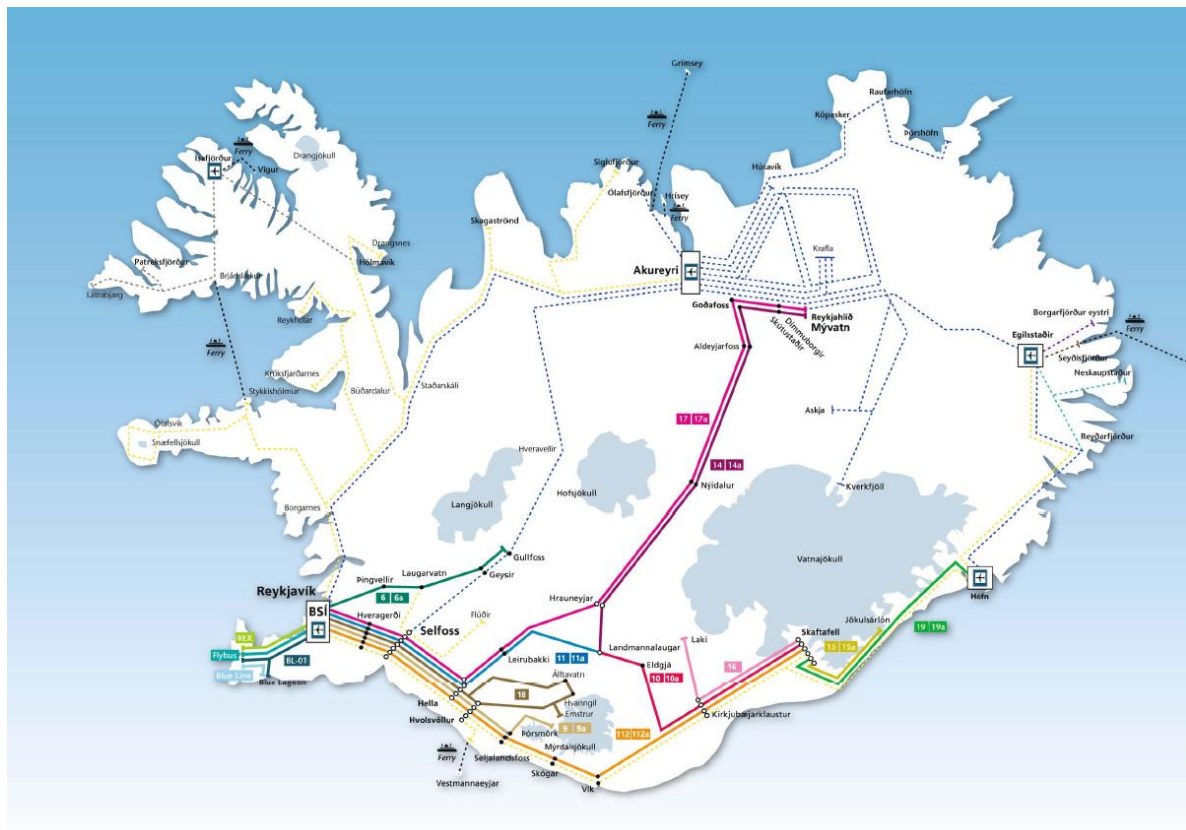 Grímsey
Ferry
Raufarhöfn
Kópasker
Þórshöfn
Ferry
Ísafjörður
Vigur
Drangjökull
Siglufjörður
Ólafsfjörður
Hrísey
Ferry
Húsavík
Skagaströnd
Drangsnes
Hólmavík
Krafla
Patreksfjörður
Brjánslækur
Látrabjarg
Akureyri
Goðafoss
Reykjahlíð
Mývatn
Dimmuborgir
Skútustaðir
Reykhólar
Borgarfjörður eystri
Ferry
Egilsstaðir
Seyðisfjörður
Neskaupstaður
Ferry
Aldeyjarfoss
Króksfjarðarnes
Stykkishólmur
Búðardalur
Staðarskáli
Askja
17 17a
Ólafsvík
Snæfellsjökull
Reyðarfjörður
Hveravellir
14 14a
Hofsjökull
Nýidalur
Kverkfjöll
Langjökull
Borgarnes
Vatnajökull
Gullfoss
Geysir
Laugarvatn
Þingvellir
6 6a
Reykjavík
BSÍ
Höfn
Hrauneyjar
Hveragerði
Flúðir
Selfoss
Jökulsárlón
19 19a
REX
Laki
Skaftafell
Landmannalaugar
15 15a
Flybus
BL-01
Leirubakki
11 11a
Eldgjá
10 10a
16
Blue Line
Blue Lagoon
Álftavatn
18
Hella
Hvanngil
Emstrur
Hvolsvöllur
Kirkjubæjarklaustur
9 9a
Þórsmörk
112 112a
Mýrdalsjökull
Seljalandsfoss
Ferry
Skógar
Vestmannaeyjar
Vík